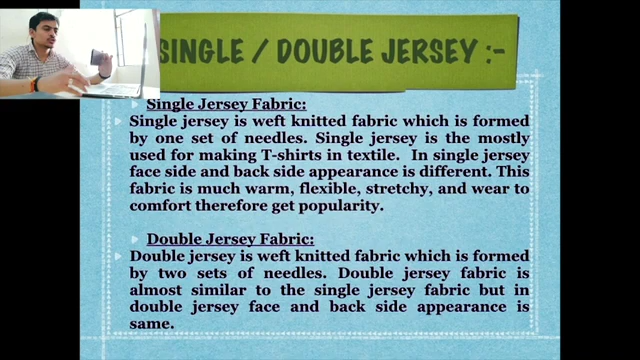 SINGLE / DOUBLE JERSEY :-
Single Jersey Fabric:
Single jersey is weft knitted fabric which is formed
by one set of needles. Single jersey is the mostly
used for making T-shirts in textile. In single jersey
face side and back side appearance is different. This
fabric is much warm, flexible, stretchy, and wear to
comfort therefore get popularity.
Double Jersey Fabric:
Double jersey is weft knitted fabric which is formed
by two sets of needles. Double jersey fabric is
almost similar to the single jersey fabric but in
double jersey face and back side appearance is
same.